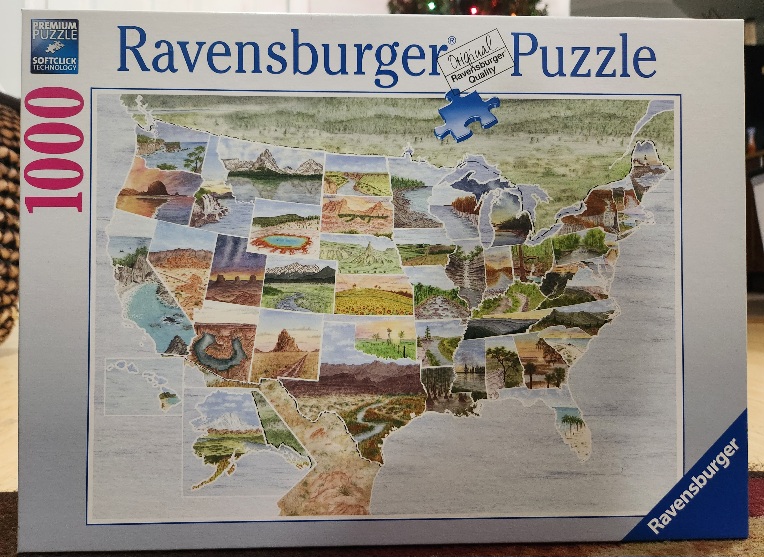 PREMIUM
PUZZLE
SOFTCLICK
TECHNOLOGY
Ravensburger® Puzzle
Original
Ravensburger
Quality
1000
Ravensburger